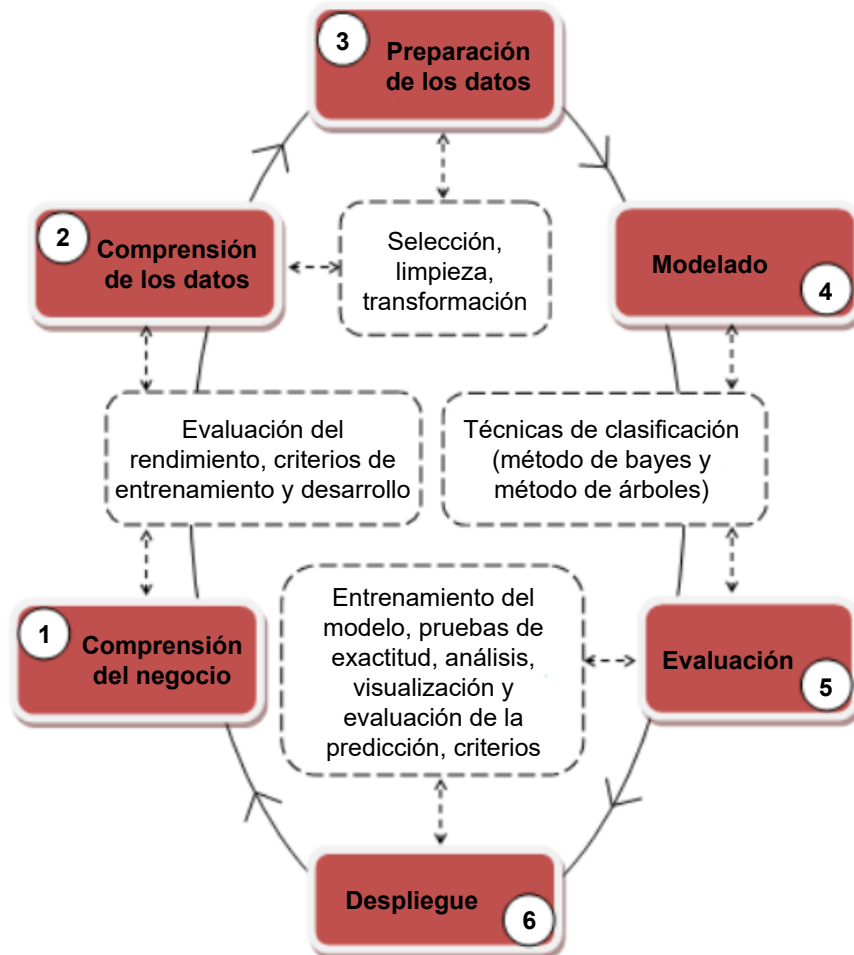 3
Preparación
de los datos
2
Comprensión
de los datos
Selección,
limpieza,
transformación
Modelado
4
Evaluación del
rendimiento, criterios de
entrenamiento y desarrollo
Técnicas de clasificación
(método de bayes y
método de árboles)
1
Comprensión
del negocio
Entrenamiento del
modelo, pruebas de
exactitud, análisis,
visualización y
evaluación de la
predicción, criterios
Evaluación
5
Despliegue
6